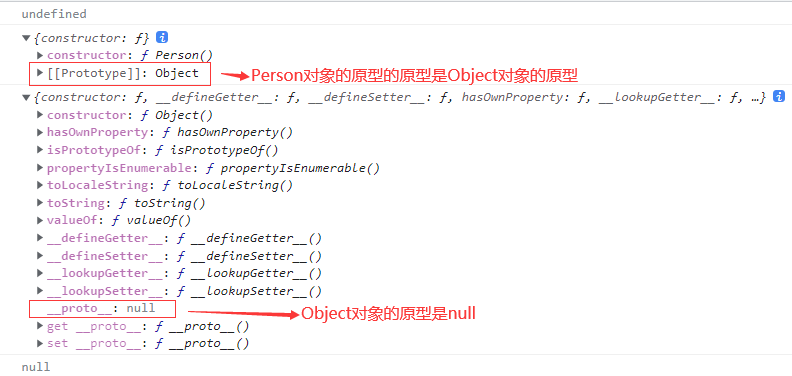 undefined
▼{constructor: ƒ} i
▶constructor: ƒ Person()
▶[[Prototype]]: Object
Person对象的原型的原型是Object对象的原型
▼{constructor: ƒ, __defineGetter__: ƒ, __defineSetter__: ƒ, hasOwnProperty: ƒ, __lookupGetter__: ƒ, …} i
▶constructor: ƒ Object()
▶hasOwnProperty: ƒ hasOwnProperty()
▶isPrototypeOf: ƒ isPrototypeOf()
▶propertyIsEnumerable: ƒ propertyIsEnumerable()
▶toLocaleString: ƒ toLocaleString()
▶toString: ƒ toString()
▶valueOf: ƒ valueOf()
▶__defineGetter__: ƒ __defineGetter__()
▶__defineSetter__: ƒ __defineSetter__()
▶__lookupGetter__: ƒ __lookupGetter__()
▶__lookupSetter__: ƒ __lookupSetter__()
__proto__: null
Object对象的原型是null
▶get __proto__: ƒ __proto__()
▶set __proto__: ƒ __proto__()
null